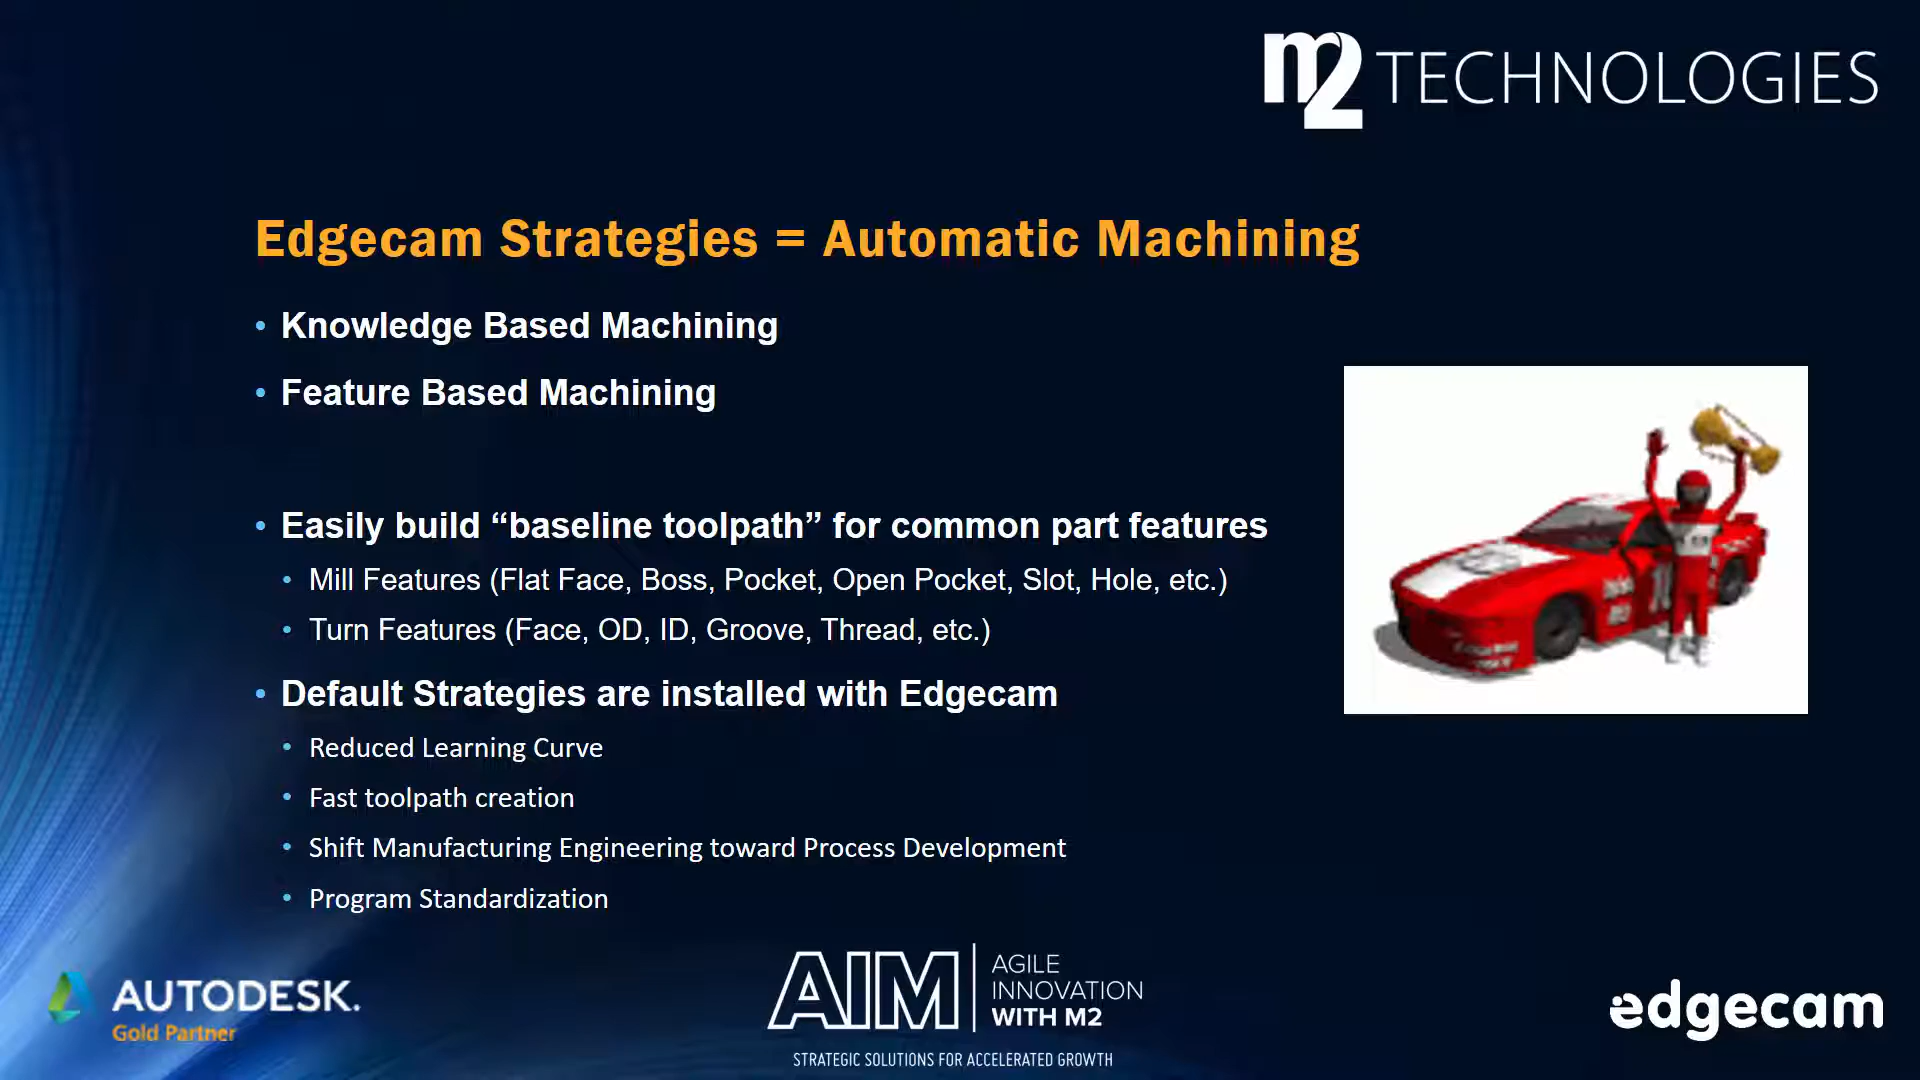 m2 TECHNOLOGIES
Edgecam Strategies = Automatic Machining
• Knowledge Based Machining
• Feature Based Machining
• Easily build “baseline toolpath” for common part features
• Mill Features (Flat Face, Boss, Pocket, Open Pocket, Slot, Hole, etc.)
• Turn Features (Face, OD, ID, Groove, Thread, etc.)
• Default Strategies are installed with Edgecam
• Reduced Learning Curve
• Fast toolpath creation
• Shift Manufacturing Engineering toward Process Development
• Program Standardization
AUTODESK.
Gold Partner
AIM
AGILE
INNOVATION
WITH M2
STRATEGIC SOLUTIONS FOR ACCELERATED GROWTH
edgecam